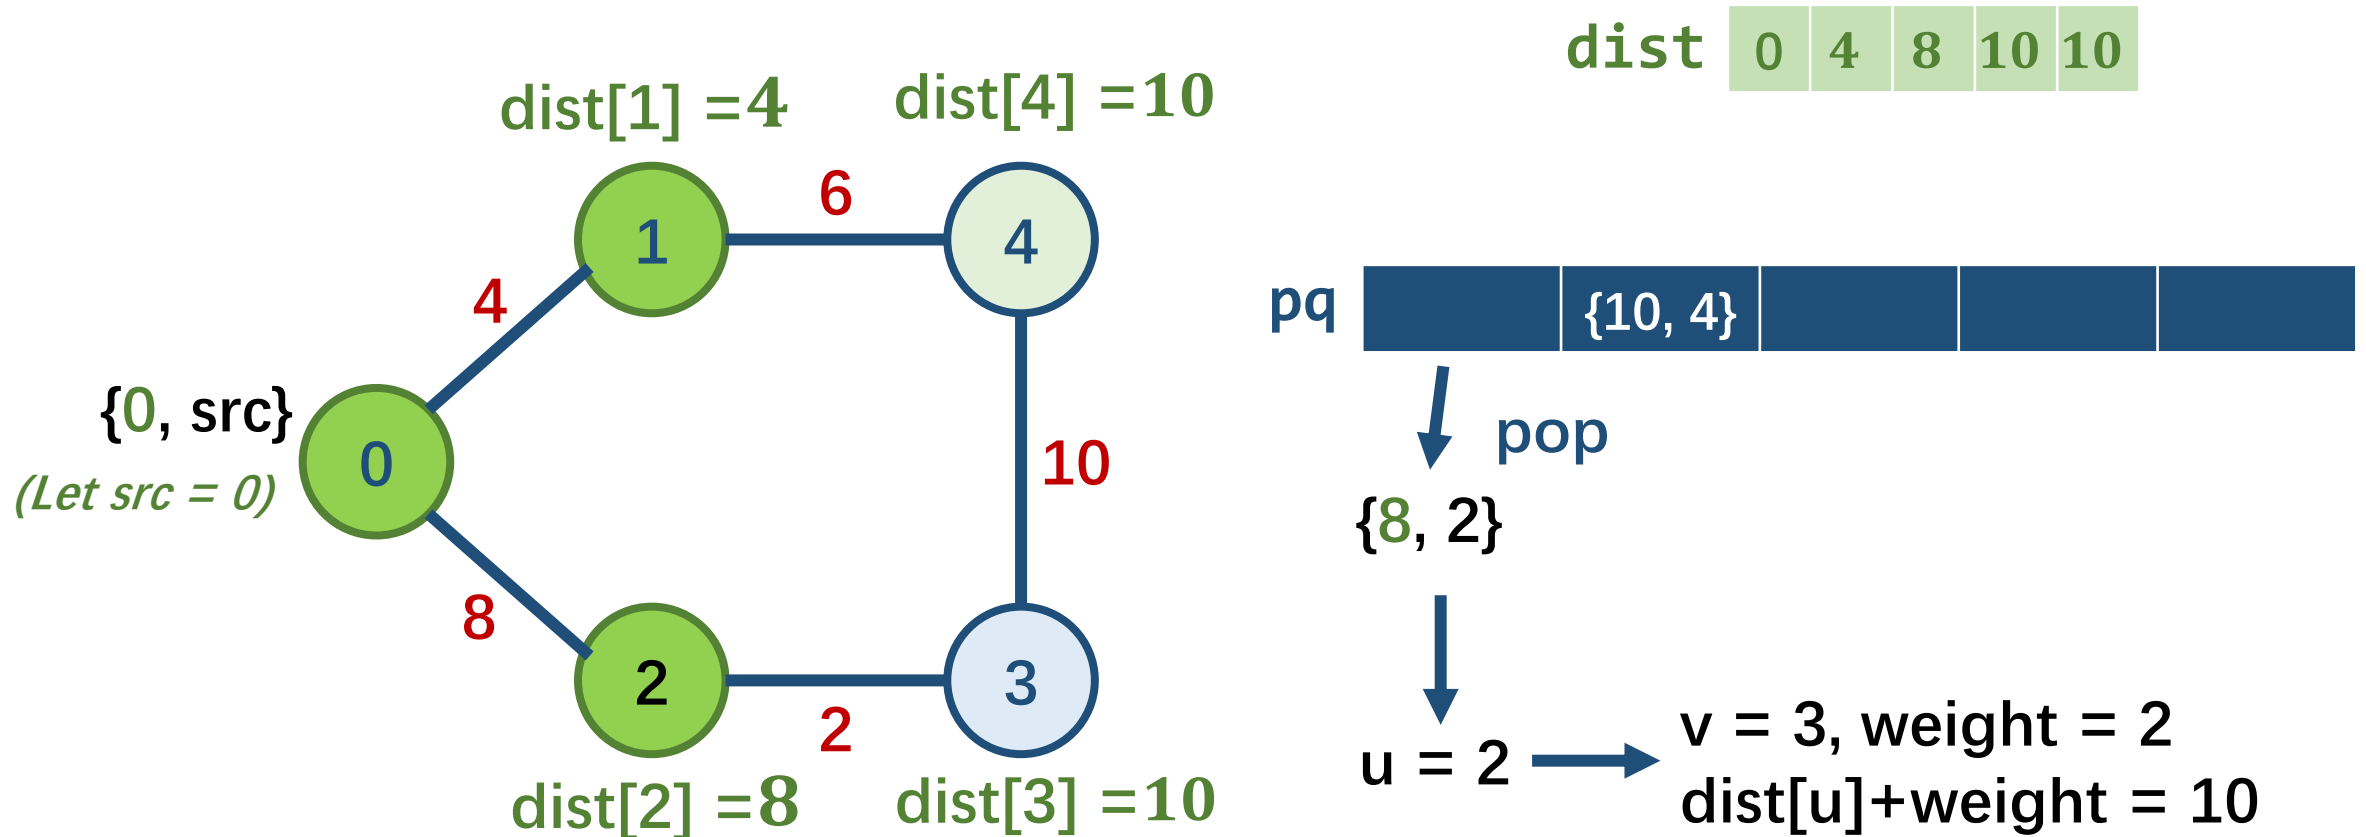 dist 0 4 8 10 10
dist[1] =4
dist[4] =10
6
1
4
4
pq {10, 4}
{0, src}
(Let src = 0)
0
10
pop
{8, 2}
8
2
3
2
u = 2
v = 3, weight = 2
dist[u]+weight = 10
dist[2] =8
dist[3] =10